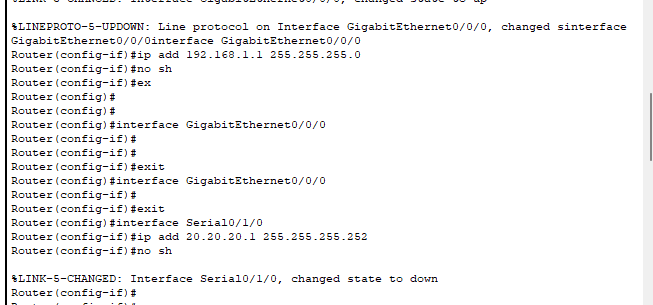 %LINK-5-CHANGED: Interface GigabitEthernet0/0/0, changed state to up
%LINEPROTO-5-UPDOWN: Line protocol on Interface GigabitEthernet0/0/0, changed sinterface
GigabitEthernet0/0/0interface GigabitEthernet0/0/0
Router(config-if)#ip add 192.168.1.1 255.255.255.0
Router(config-if)#no sh
Router(config-if)#ex
Router(config)#
Router(config)#
Router(config)#interface GigabitEthernet0/0/0
Router(config-if)#
Router(config-if)#
Router(config-if)#exit
Router(config)#interface GigabitEthernet0/0/0
Router(config-if)#
Router(config-if)#exit
Router(config)#interface Serial0/1/0
Router(config-if)#ip add 20.20.20.1 255.255.255.252
Router(config-if)#no sh
%LINK-5-CHANGED: Interface Serial0/1/0, changed state to down
Router(config-if)#